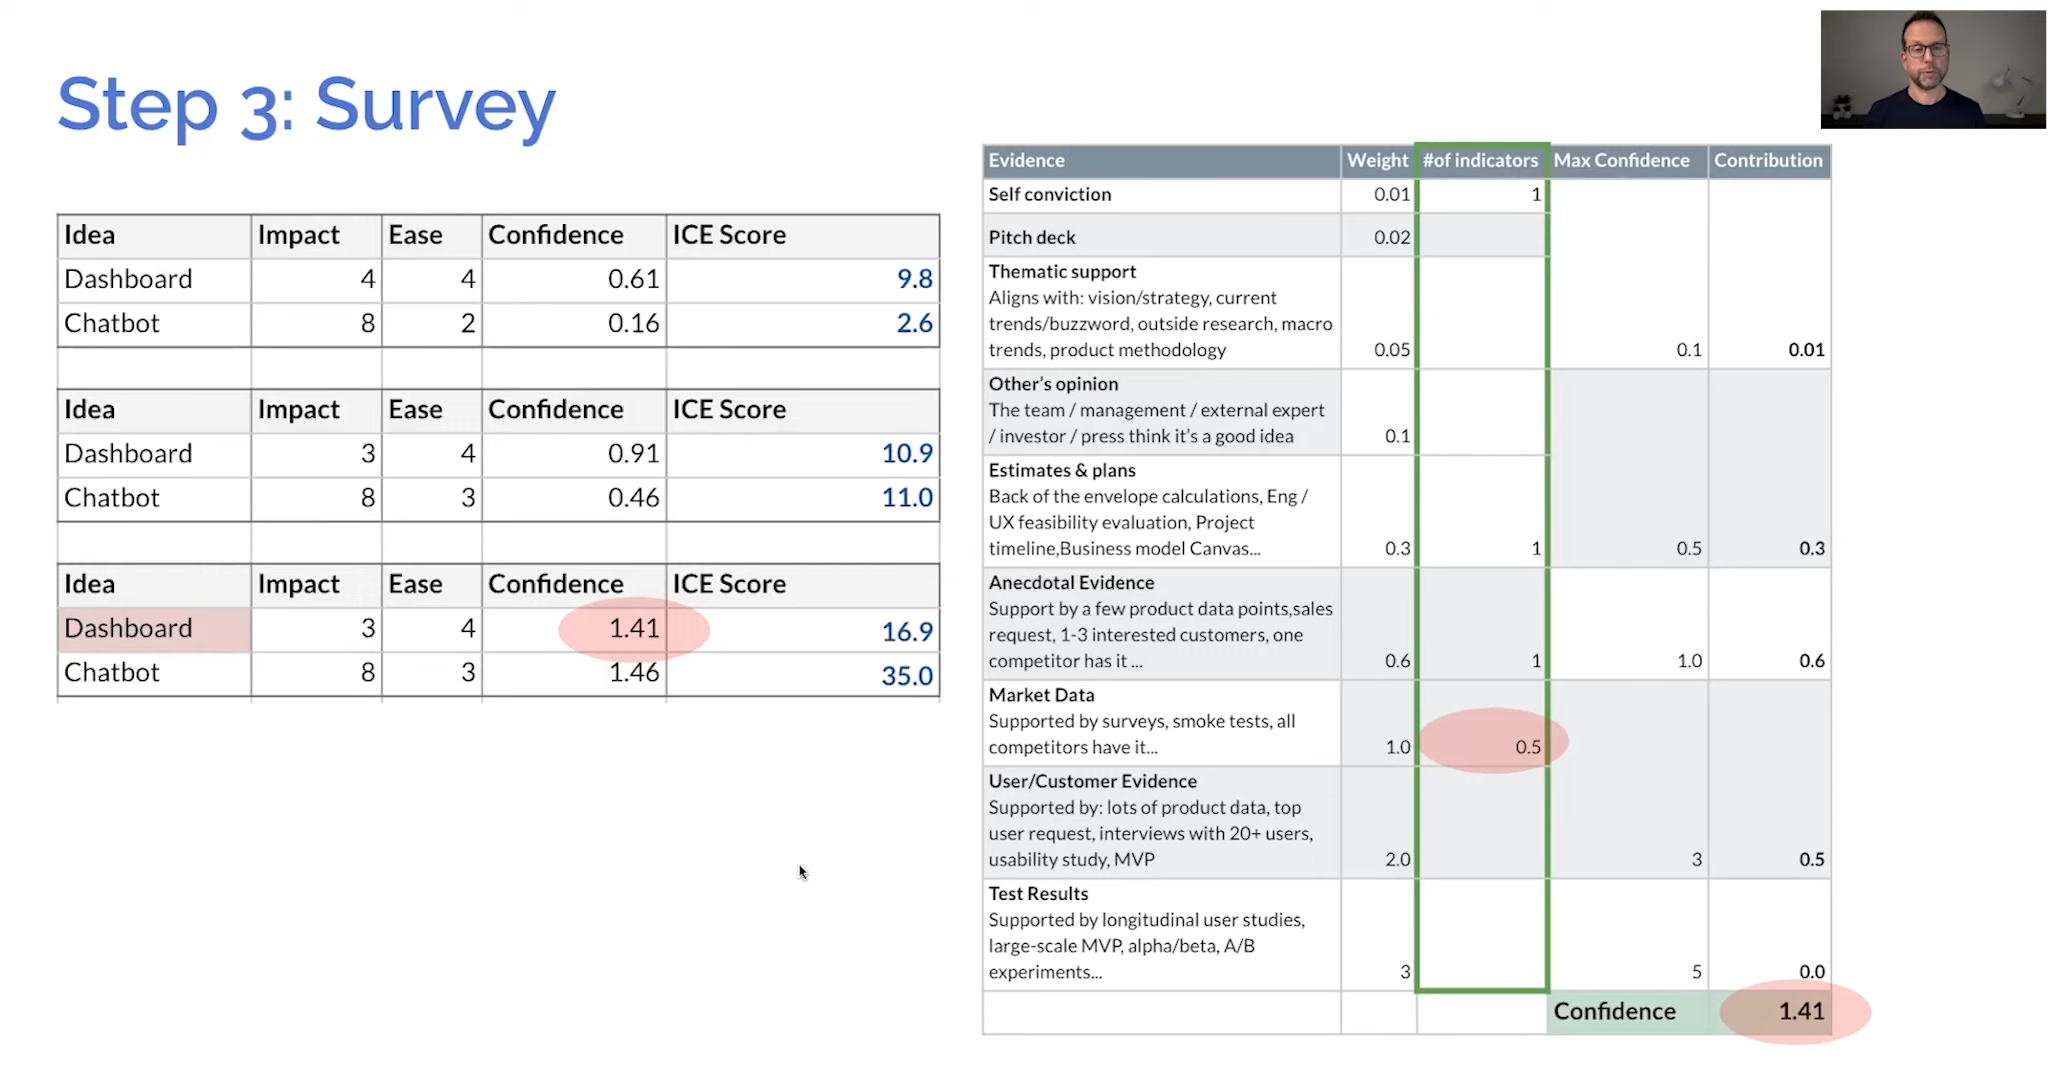 Step 3: Survey
Idea Impact Ease Confidence ICE Score
Dashboard 4 4 0.61 9.8
Chatbot 8 2 0.16 2.6
Idea Impact Ease Confidence ICE Score
Dashboard 3 4 0.91 10.9
Chatbot 8 3 0.46 11.0
Idea Impact Ease Confidence ICE Score
Dashboard 3 4 1.41 16.9
Chatbot 8 3 1.46 35.0
Evidence Weight #of indicators Max Confidence Contribution
Self conviction 0.01 1
Pitch deck 0.02
Thematic support
Aligns with: vision/strategy, current
trends/buzzword, outside research, macro
trends, product methodology 0.05 0.1 0.01
Other's opinion
The team / management / external expert
/ investor / press think it's a good idea 0.1
Estimates & plans
Back of the envelope calculations, Eng /
UX feasibility evaluation, Project
timeline,Business model Canvas... 0.3 1 0.5 0.3
Anecdotal Evidence
Support by a few product data points,sales
request, 1-3 interested customers, one
competitor has it ... 0.6 1 1.0 0.6
Market Data
Supported by surveys, smoke tests, all
competitors have it... 1.0 0.5
User/Customer Evidence
Supported by: lots of product data, top
user request, interviews with 20+ users,
usability study, MVP 2.0 3 0.5
Test Results
Supported by longitudinal user studies,
large-scale MVP, alpha/beta, A/B
experiments... 3 5 0.0
Confidence 1.41